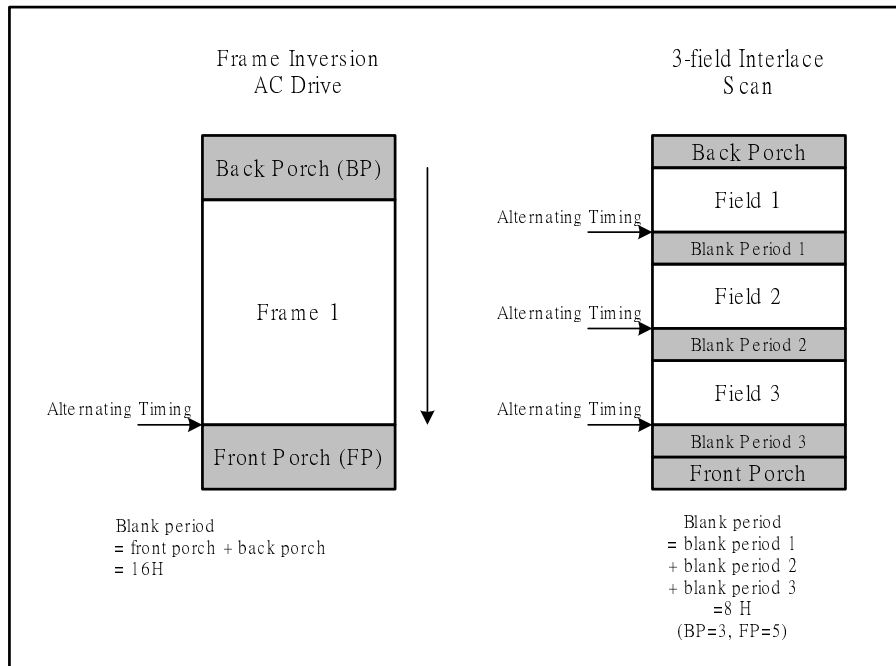 Frame Inversion
AC Drive
Back Porch (BP)
Frame 1
Alternating Timing
Front Porch (FP)
Blank period
= front porch + back porch
= 16H
3-field Interlace
Scan
Back Porch
Field 1
Alternating Timing
Blank Period 1
Field 2
Alternating Timing
Blank Period 2
Field 3
Alternating Timing
Blank Period 3
Front Porch
Blank period
= blank period 1
+ blank period 2
+ blank period 3
=8 H
(BP=3, FP=5)